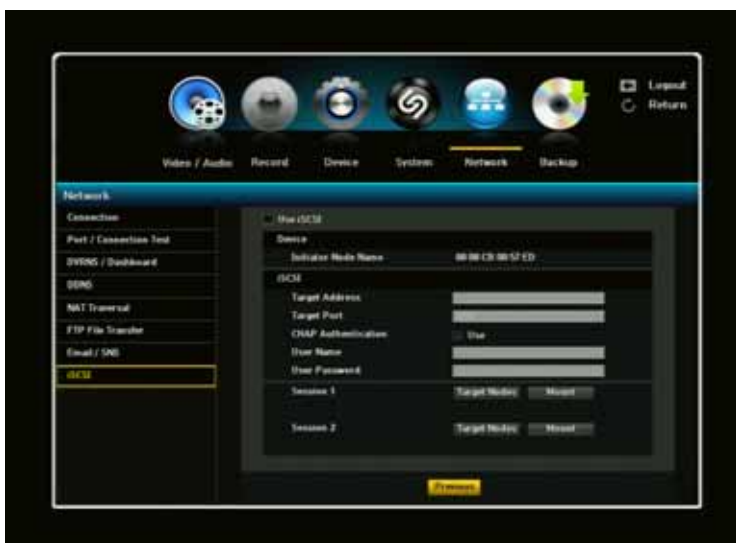 Logout
Return
Video / Audio
Record
Device
System
Network
Backup
Network
Connection
Port / Connection Test
DVRNS / Dashboard
DDNS
NAT Traversal
FTP File Transfer
Email / SNS
iSCSI
Use iSCSI
Device
Initiator Node Name
iSCSI
Target Address
Target Port
CHAP Authentication
Use
User Name
User Password
Session 1
Target Nodes
Mount
Session 2
Target Nodes
Mount
Previous